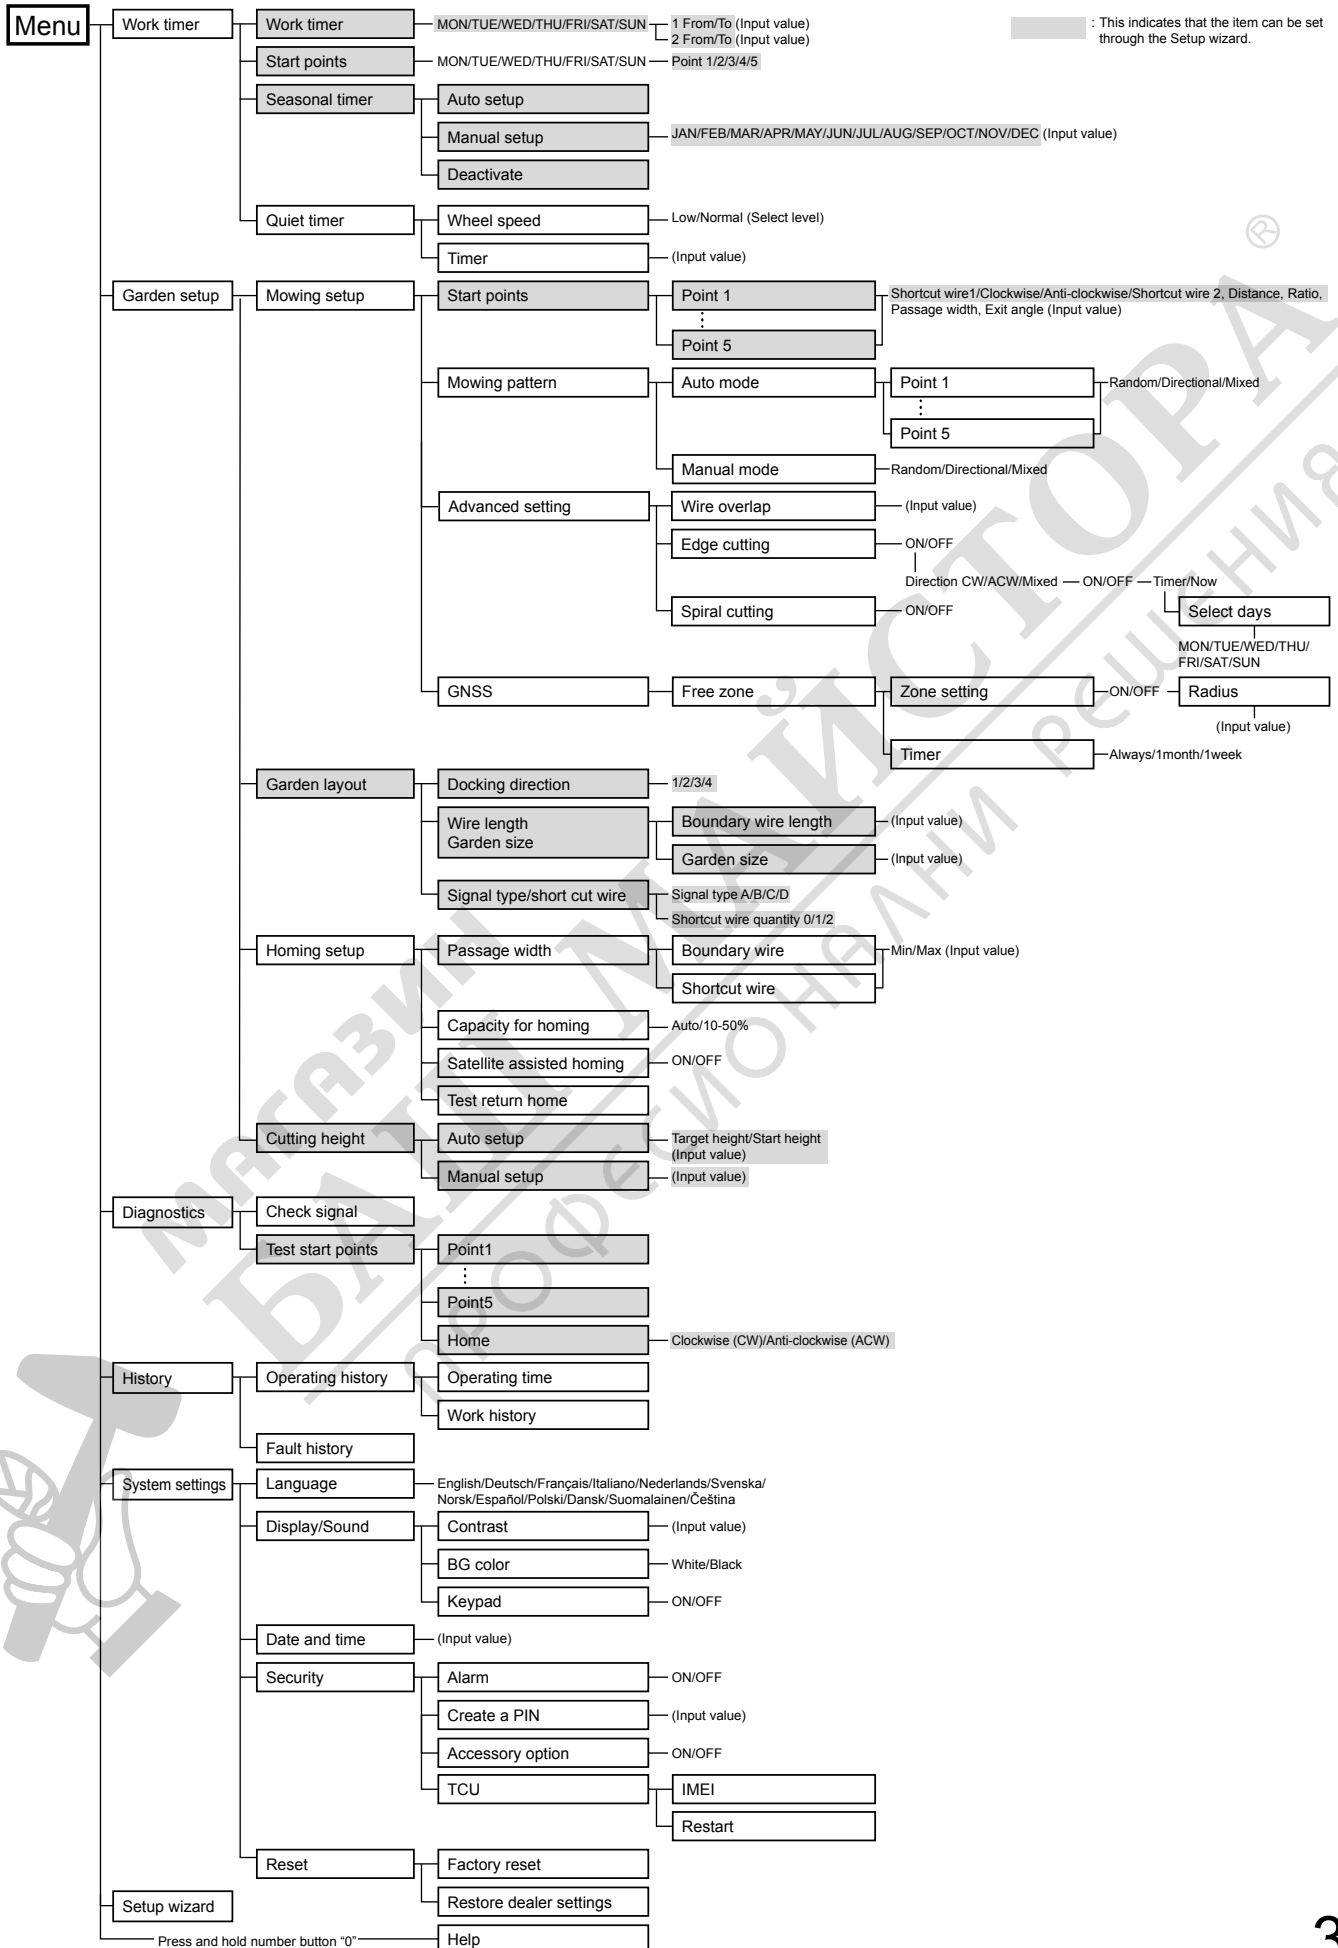 Menu
Work timer
Work timer
MON/TUE/WED/THU/FRI/SAT/SUN
1 From/To (Input value)
2 From/To (Input value)
: This indicates that the item can be set
through the Setup wizard.
Start points
MON/TUE/WED/THU/FRI/SAT/SUN
Point 1/2/3/4/5
Seasonal timer
Auto setup
Manual setup
JAN/FEB/MAR/APR/MAY/JUN/JUL/AUG/SEP/OCT/NOV/DEC (Input value)
Deactivate
Quiet timer
Wheel speed
Low/Normal (Select level)
Timer
(Input value)
Garden setup
Mowing setup
Start points
Point 1
Shortcut wire1/Clockwise/Anti-clockwise/Shortcut wire 2, Distance, Ratio,
Passage width, Exit angle (Input value)
Point 5
Mowing pattern
Auto mode
Point 1
Random/Directional/Mixed
Point 5
Manual mode
Random/Directional/Mixed
Advanced setting
Wire overlap
(Input value)
Edge cutting
ON/OFF
Direction CW/ACW/Mixed
ON/OFF
Timer/Now
Spiral cutting
ON/OFF
Select days
MON/TUE/WED/THU/
FRI/SAT/SUN
GNSS
Free zone
Zone setting
ON/OFF
Radius
(Input value)
Timer
Always/1month/1week
Garden layout
Docking direction
1/2/3/4
Wire length
Garden size
Boundary wire length
(Input value)
Garden size
(Input value)
Signal type/short cut wire
Signal type A/B/C/D
Shortcut wire quantity 0/1/2
Homing setup
Passage width
Boundary wire
Min/Max (Input value)
Shortcut wire
Capacity for homing
Auto/10-50%
Satellite assisted homing
ON/OFF
Test return home
Cutting height
Auto setup
Target height/Start height
(Input value)
Manual setup
(Input value)
Diagnostics
Check signal
Test start points
Point1
Point5
Home
Clockwise (CW)/Anti-clockwise (ACW)
History
Operating history
Operating time
Work history
Fault history
System settings
Language
English/Deutsch/Français/Italiano/Nederlands/Svenska/
Norsk/Español/Polski/Dansk/Suomalainen/Čeština
Display/Sound
Contrast
(Input value)
BG color
White/Black
Keypad
ON/OFF
Date and time
(Input value)
Security
Alarm
ON/OFF
Create a PIN
(Input value)
Accessory option
ON/OFF
TCU
IMEI
Restart
Reset
Factory reset
Restore dealer settings
Setup wizard
Press and hold number button “0”
Help
3
магазин
БАШ МАЙСТОРА ®
ПРОФЕСИОНАЛНИ РЕШЕНИЯ